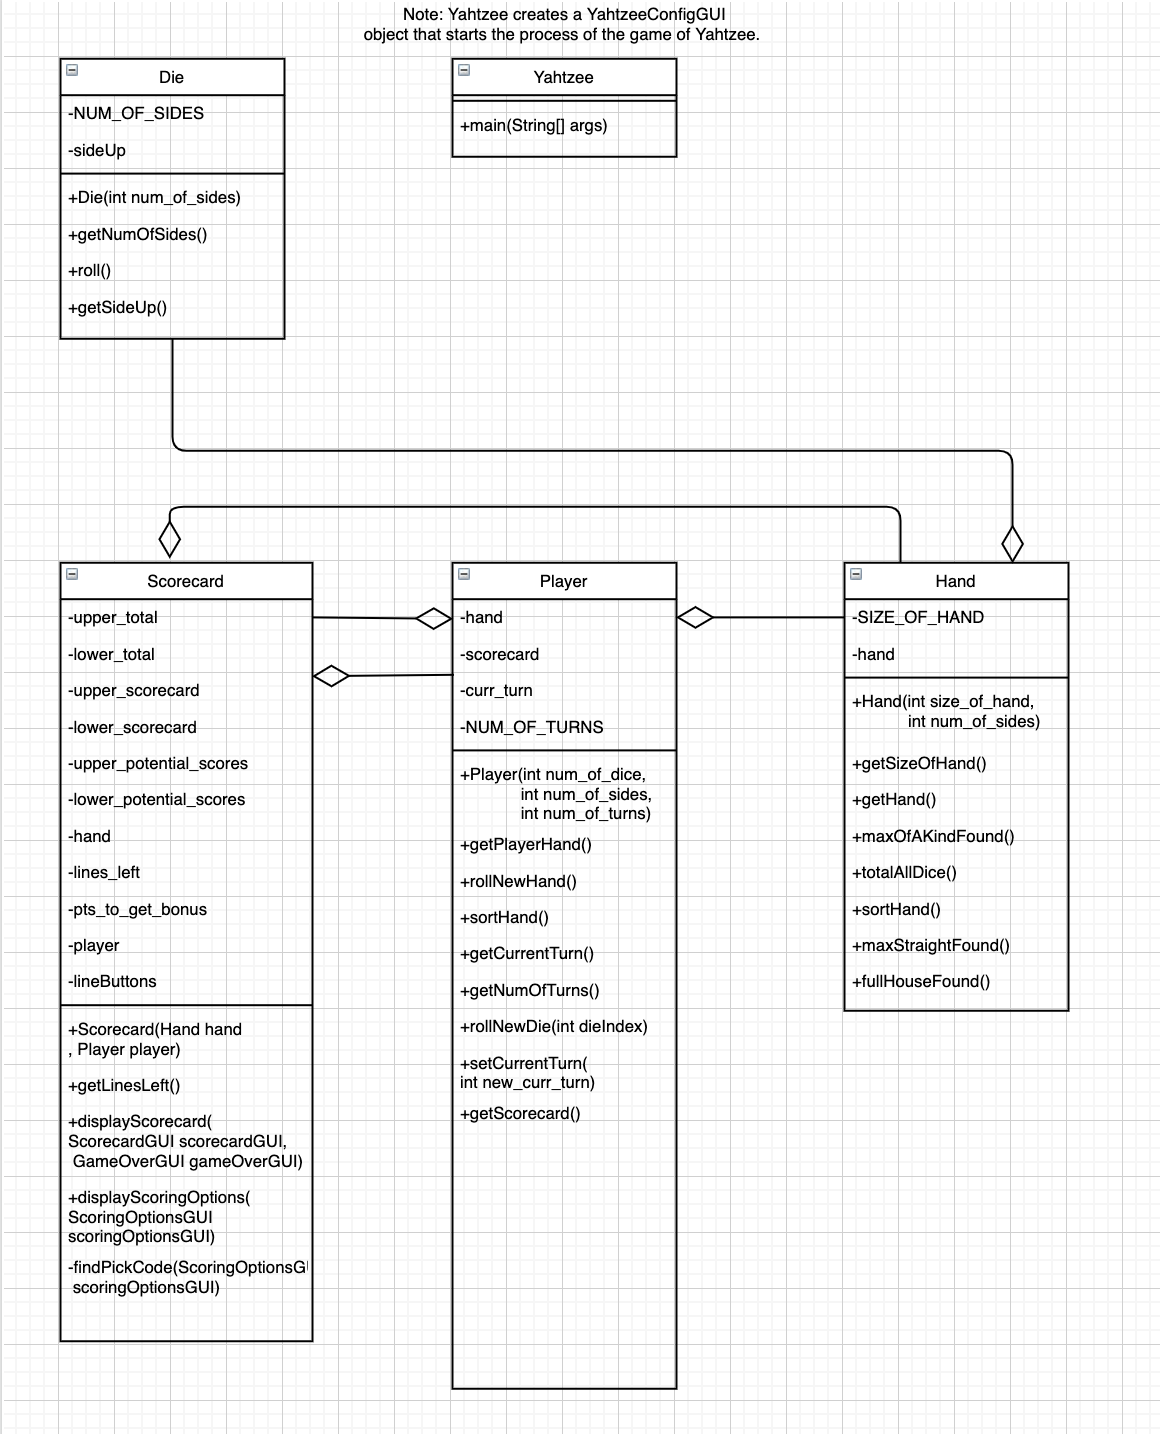 Note: Yahtzee creates a YahtzeeConfigGUI
object that starts the process of the game of Yahtzee.
Die
-NUM_OF_SIDES
-sideUp
+Die(int num_of_sides)
+getNumOfSides()
+roll()
+getSideUp()
Yahtzee
+main(String[] args)
Scorecard
-upper_total
-lower_total
-upper_scorecard
-lower_scorecard
-upper_potential_scores
-lower_potential_scores
-hand
-lines_left
-pts_to_get_bonus
-player
-lineButtons
+Scorecard(Hand hand
, Player player)
+getLinesLeft()
+displayScorecard(
ScorecardGUI scorecardGUI,
GameOverGUI gameOverGUI)
+displayScoringOptions(
ScoringOptionsGUI
scoringOptionsGUI)
-findPickCode(ScoringOptionsG
scoringOptionsGUI)
Player
-hand
-scorecard
-curr_turn
-NUM_OF_TURNS
+Player(int num_of_dice,
int num_of_sides,
int num_of_turns)
+getPlayerHand()
+rollNewHand()
+sortHand()
+getCurrentTurn()
+getNumOfTurns()
+rollNewDie(int dieIndex)
+setCurrentTurn(
int new_curr_turn)
+getScorecard()
Hand
-SIZE_OF_HAND
-hand
+Hand(int size_of_hand,
int num_of_sides)
+getSizeOfHand()
+getHand()
+maxOfAKindFound()
+totalAllDice()
+sortHand()
+maxStraightFound()
+fullHouseFound()